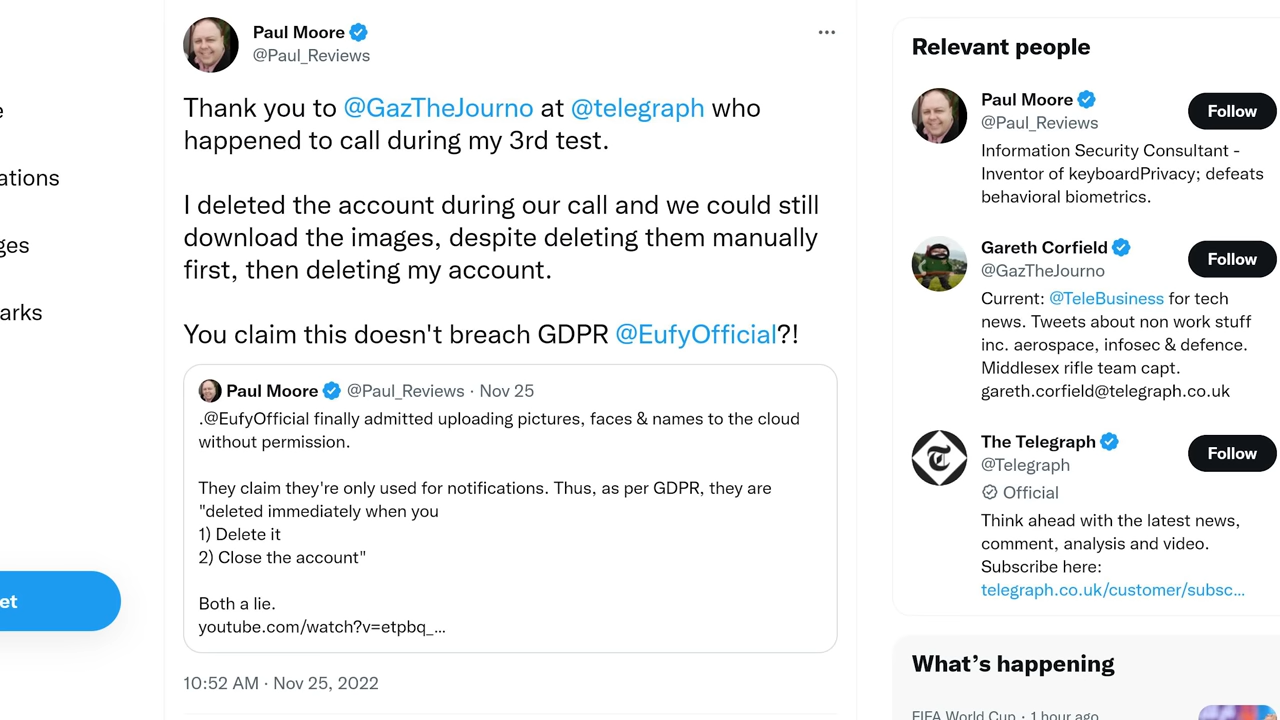 Paul Moore
@Paul_Reviews
Thank you to @GazTheJourno at @telegraph who
happened to call during my 3rd test.
I deleted the account during our call and we could still
download the images, despite deleting them manually
first, then deleting my account.
You claim this doesn't breach GDPR @EufyOfficial?!
Paul Moore @Paul_Reviews · Nov 25
.@EufyOfficial finally admitted uploading pictures, faces & names to the cloud
without permission.
They claim they're only used for notifications. Thus, as per GDPR, they are
"deleted immediately when you
1) Delete it
2) Close the account"
Both a lie.
youtube.com/watch?v=etpbq_...
10:52 AM · Nov 25, 2022
e
ations
ges
arks
et
Relevant people
Paul Moore
@Paul_Reviews
Follow
Information Security Consultant -
Inventor of keyboardPrivacy; defeats
behavioral biometrics.
Gareth Corfield
@GazTheJourno
Follow
Current: @TeleBusiness for tech
news. Tweets about non work stuff
inc. aerospace, infosec & defence.
Middlesex rifle team capt.
gareth.corfield@telegraph.co.uk
The Telegraph
@Telegraph
Follow
Official
Think ahead with the latest news,
comment, analysis and video.
Subscribe here:
telegraph.co.uk/customer/subsc...
What's happening
FIFA World Cup · 1 hour ago